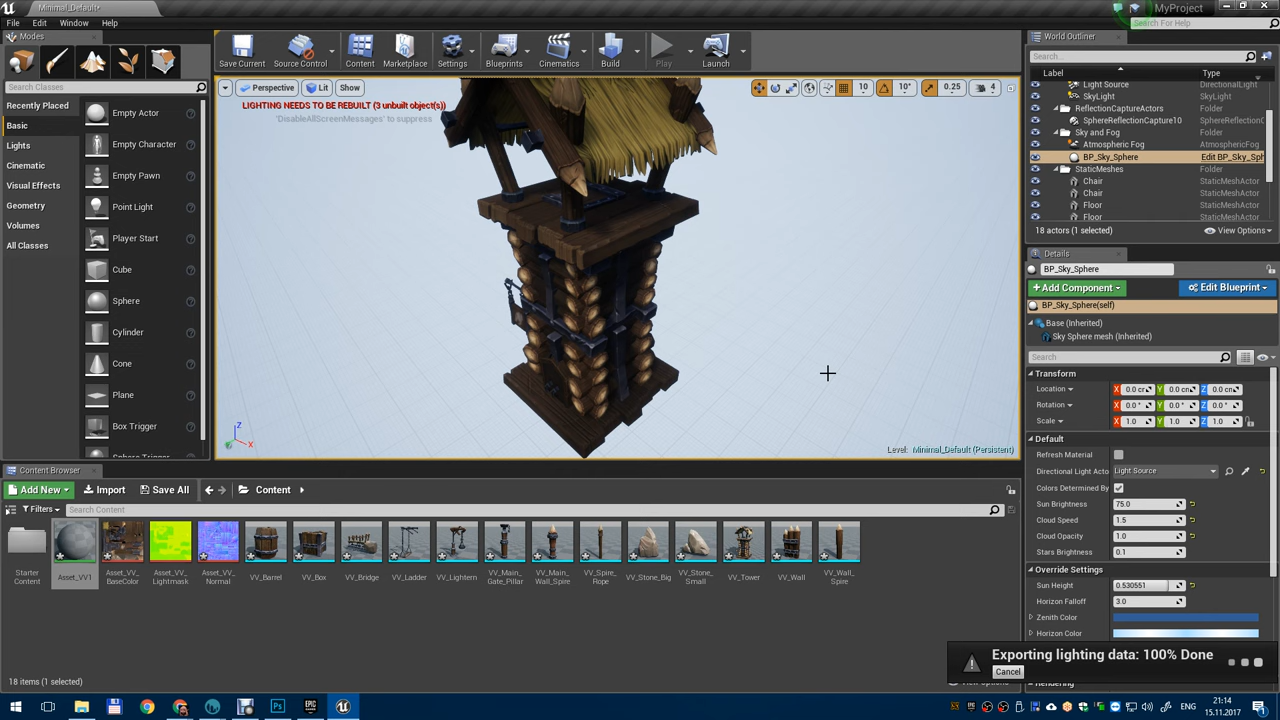 Minimal_Default*
MyProject
File Edit Window Help
Search For Help
Modes
World Outliner
Save Current
Source Control
Content
Marketplace
Settings
Blueprints
Cinematics
Build
Play
Launch
Search...
Label Type
Search Classes
Perspective Lit Show
10 10° 0.25 4
Light Source DirectionalLight
SkyLight SkyLight
ReflectionCaptureActors Folder
SphereReflectionCapture10 SphereReflectionC
Sky and Fog Folder
Atmospheric Fog AtmosphericFog
BP_Sky_Sphere Edit BP_Sky_Sph
StaticMeshes Folder
Chair StaticMeshActor
Chair StaticMeshActor
Floor StaticMeshActor
Floor StaticMeshActor
18 actors (1 selected) View Options
LIGHTING NEEDS TO BE REBUILT (3 unbuilt object(s))
'DisableAllScreenMessages' to suppress
Recently Placed
Basic
Lights
Cinematic
Visual Effects
Geometry
Volumes
All Classes
Empty Actor
Empty Character
Empty Pawn
Point Light
Player Start
Cube
Sphere
Cylinder
Cone
Plane
Box Trigger
Sphere Trigger
Z
X
Level: Minimal_Default (Persistent)
Details
BP_Sky_Sphere
+Add Component Edit Blueprint
BP_Sky_Sphere(self)
Base (Inherited)
Sky Sphere mesh (Inherited)
Search
Transform
Location X 0.0 cm Y 0.0 cm Z 0.0 cm
Rotation X 0.0 ° Y 0.0 ° Z 0.0 °
Scale X 1.0 Y 1.0 Z 1.0
Default
Refresh Material
Directional Light Acto Light Source
Colors Determined By
Sun Brightness 75.0
Cloud Speed 1.5
Cloud Opacity 1.0
Stars Brightness 0.1
Override Settings
Sun Height 0.530551
Horizon Falloff 3.0
Zenith Color
Horizon Color
Exporting lighting data: 100% Done
Cancel
Content Browser
Add New Import Save All Content
Filters Search Content
Starter
Content
Asset_VV1
Asset_VV_
BaseColor
Asset_VV_
Lightmask
Asset_VV_
Normal
VV_Barrel
VV_Box
VV_Bridge
VV_Ladder
VV_Lightern
VV_Main_
Gate_Pillar
VV_Main_
Wall_Spire
VV_Spire_
Rope
VV_Stone_Big
VV_Stone_
Small
VV_Tower
VV_Wall
VV_Wall_
Spire
18 items (1 selected)
ENG
21:14
15.11.2017